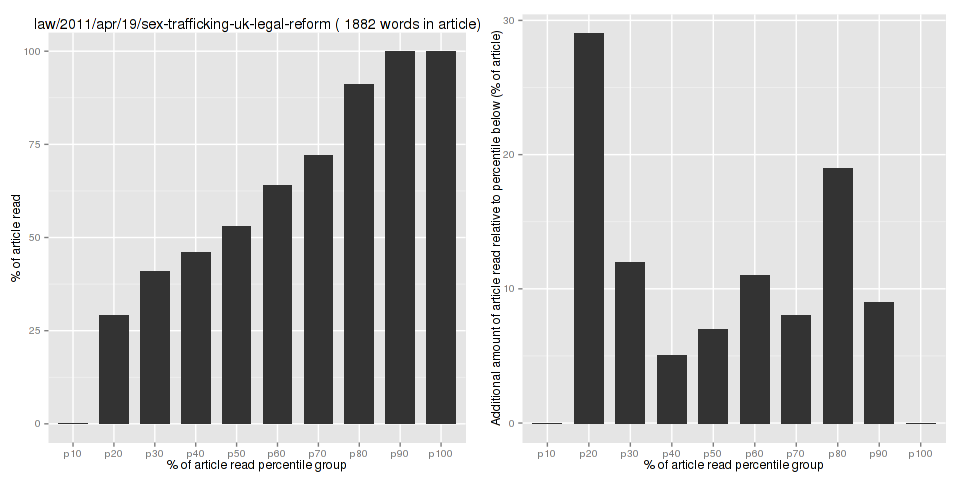 law/2011/apr/19/sex-trafficking-uk-legal-reform ( 1882 words in article)
% of article read
100
75
50
25
0
p10 p20 p30 p40 p50 p60 p70 p80 p90 p100
% of article read percentile group
Additional amount of article read relative to percentile below (% of article)
30
20
10
0
p10 p20 p30 p40 p50 p60 p70 p80 p90 p100
% of article read percentile group